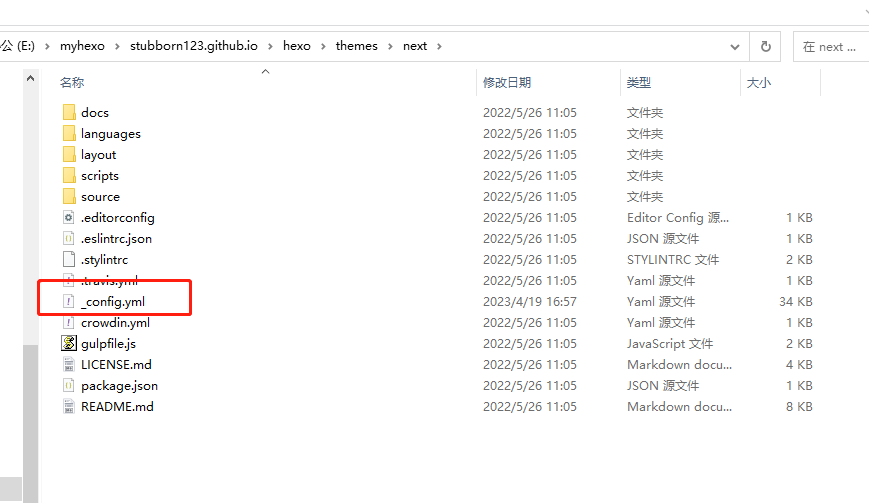 公 (E:) › myhexo › stubborn123.github.io › hexo › themes › next › 在 next ...
名称 修改日期 类型 大小
docs 2022/5/26 11:05 文件夹
languages 2022/5/26 11:05 文件夹
layout 2022/5/26 11:05 文件夹
scripts 2022/5/26 11:05 文件夹
source 2022/5/26 11:05 文件夹
.editorconfig 2022/5/26 11:05 Editor Config 源... 1 KB
.eslintrc.json 2022/5/26 11:05 JSON 源文件 1 KB
.stylintrc 2022/5/26 11:05 STYLINTRC 文件 2 KB
.travis.yml 2022/5/26 11:05 Yaml 源文件 1 KB
_config.yml 2023/4/19 16:57 Yaml 源文件 34 KB
crowdin.yml 2022/5/26 11:05 Yaml 源文件 1 KB
gulpfile.js 2022/5/26 11:05 JavaScript 文件 2 KB
LICENSE.md 2022/5/26 11:05 Markdown docu... 4 KB
package.json 2022/5/26 11:05 JSON 源文件 1 KB
README.md 2022/5/26 11:05 Markdown docu... 8 KB